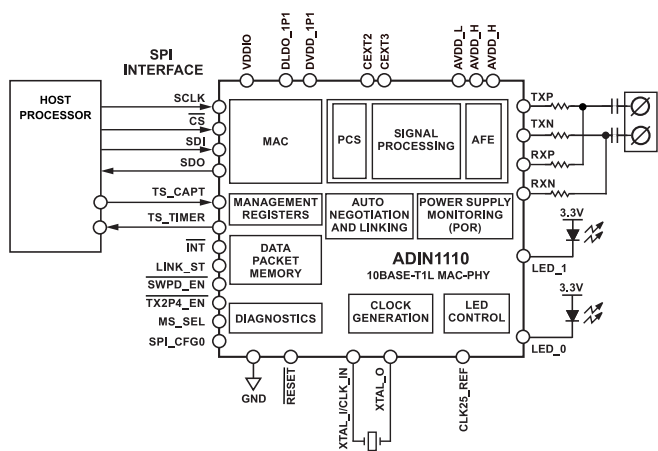 VDDIO
DLDO_1P1
DVDD_1P1
CEXT2
CEXT3
AVDD_L
AVDD_H
AVDD_H
SPI
INTERFACE
HOST
PROCESSOR
SCLK
CS
SDI
SDO
TS_CAPT
TS_TIMER
INT
LINK_ST
SWPD_EN
TX2P4_EN
MS_SEL
SPI_CFG0
MAC
PCS
SIGNAL
PROCESSING
AFE
MANAGEMENT
REGISTERS
AUTO
NEGOTIATION
AND LINKING
POWER SUPPLY
MONITORING
(POR)
DATA
PACKET
MEMORY
ADIN1110
10BASE-T1L MAC-PHY
DIAGNOSTICS
CLOCK
GENERATION
LED
CONTROL
TXP
TXN
RXP
RXN
3.3V
LED_1
3.3V
LED_0
GND
RESET
XTAL_I/CLK_IN
XTAL_O
CLK25_REF